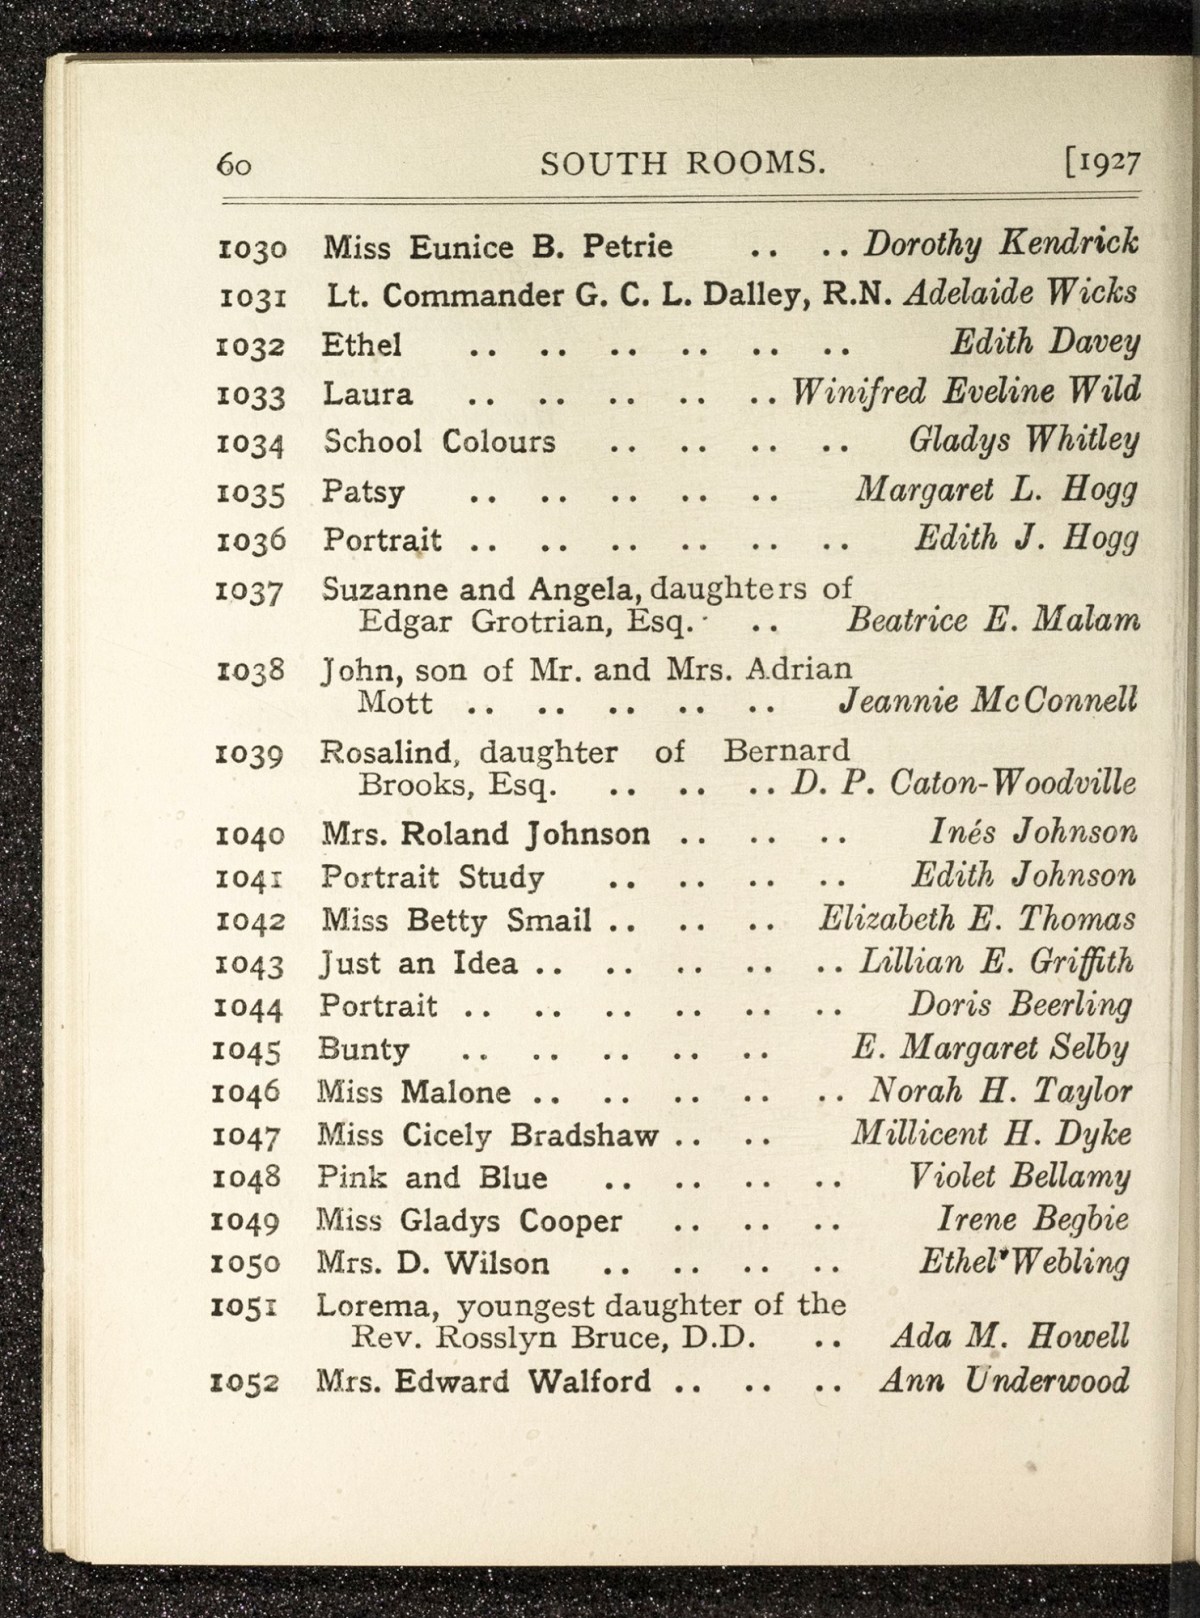 60 SOUTH ROOMS. [1927
1030 Miss Eunice B. Petrie .. .. Dorothy Kendrick
1031 Lt. Commander G. C. L. Dalley, R.N. Adelaide Wicks
1032 Ethel .. .. .. .. .. .. Edith Davey
1033 Laura .. .. .. .. .. Winifred Eveline Wild
1034 School Colours .. .. .. .. Gladys Whitley
1035 Patsy .. .. .. .. .. Margaret L. Hogg
1036 Portrait .. .. .. .. .. .. Edith J. Hogg
1037 Suzanne and Angela, daughters of
Edgar Grotrian, Esq. .. Beatrice E. Malam
1038 John, son of Mr. and Mrs. Adrian
Mott .. .. .. .. .. Jeannie McConnell
1039 Rosalind, daughter of Bernard
Brooks, Esq. .. .. .. D. P. Caton-Woodville
1040 Mrs. Roland Johnson .. .. .. Inés Johnson
1041 Portrait Study .. .. .. .. Edith Johnson
1042 Miss Betty Smail .. .. .. Elizabeth E. Thomas
1043 Just an Idea .. .. .. .. .. Lillian E. Griffith
1044 Portrait .. .. .. .. .. .. Doris Beerling
1045 Bunty .. .. .. .. .. E. Margaret Selby
1046 Miss Malone .. .. .. .. .. Norah H. Taylor
1047 Miss Cicely Bradshaw .. .. Millicent H. Dyke
1048 Pink and Blue .. .. .. .. Violet Bellamy
1049 Miss Gladys Cooper .. .. .. Irene Begbie
1050 Mrs. D. Wilson .. .. .. .. Ethel Webling
1051 Lorema, youngest daughter of the
Rev. Rosslyn Bruce, D.D. .. Ada M. Howell
1052 Mrs. Edward Walford .. .. .. Ann Underwood